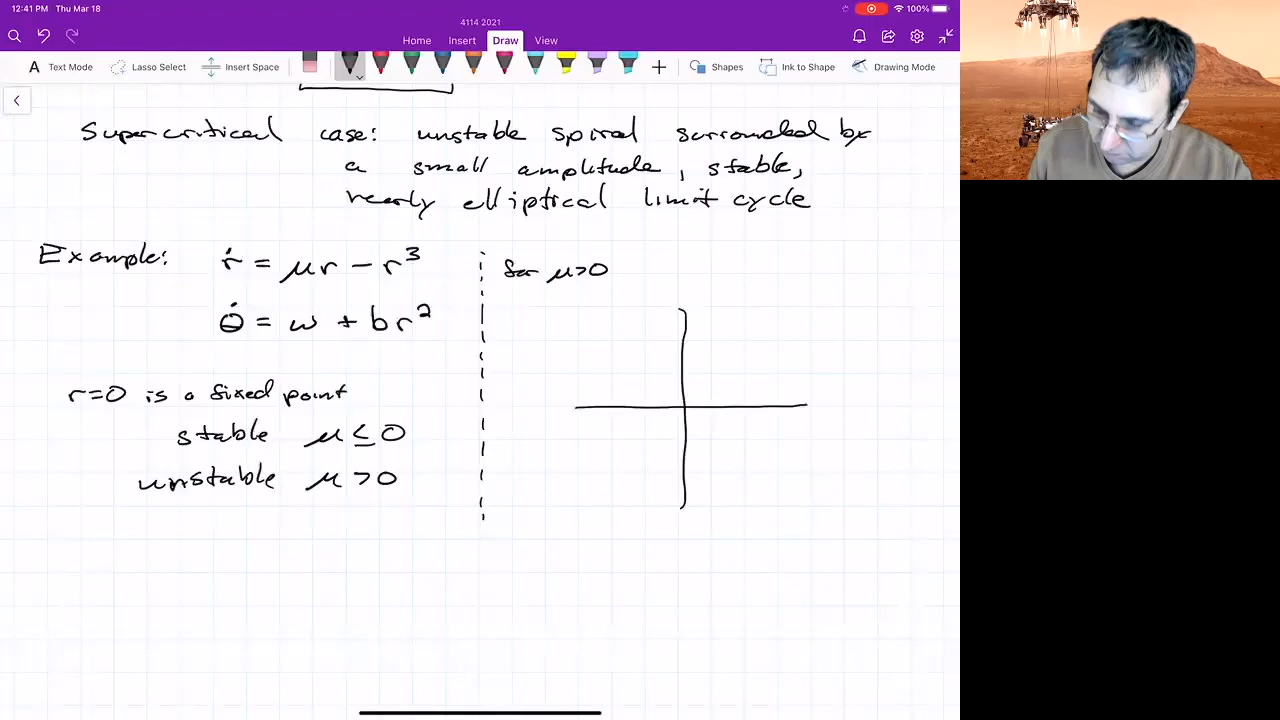 12:41 PM Thu Mar 18
100%
4114 2021
Home Insert Draw View
Text Mode Lasso Select Insert Space Shapes Ink to Shape Drawing Mode
Supercritical case: unstable spiral surrounded by
a small amplitude, stable,
nearly elliptical limit cycle
Example: ṙ = μr - r³
θ̇ = ω + br²
r=0 is a fixed point
stable μ ≤ 0
unstable μ > 0
for μ>0